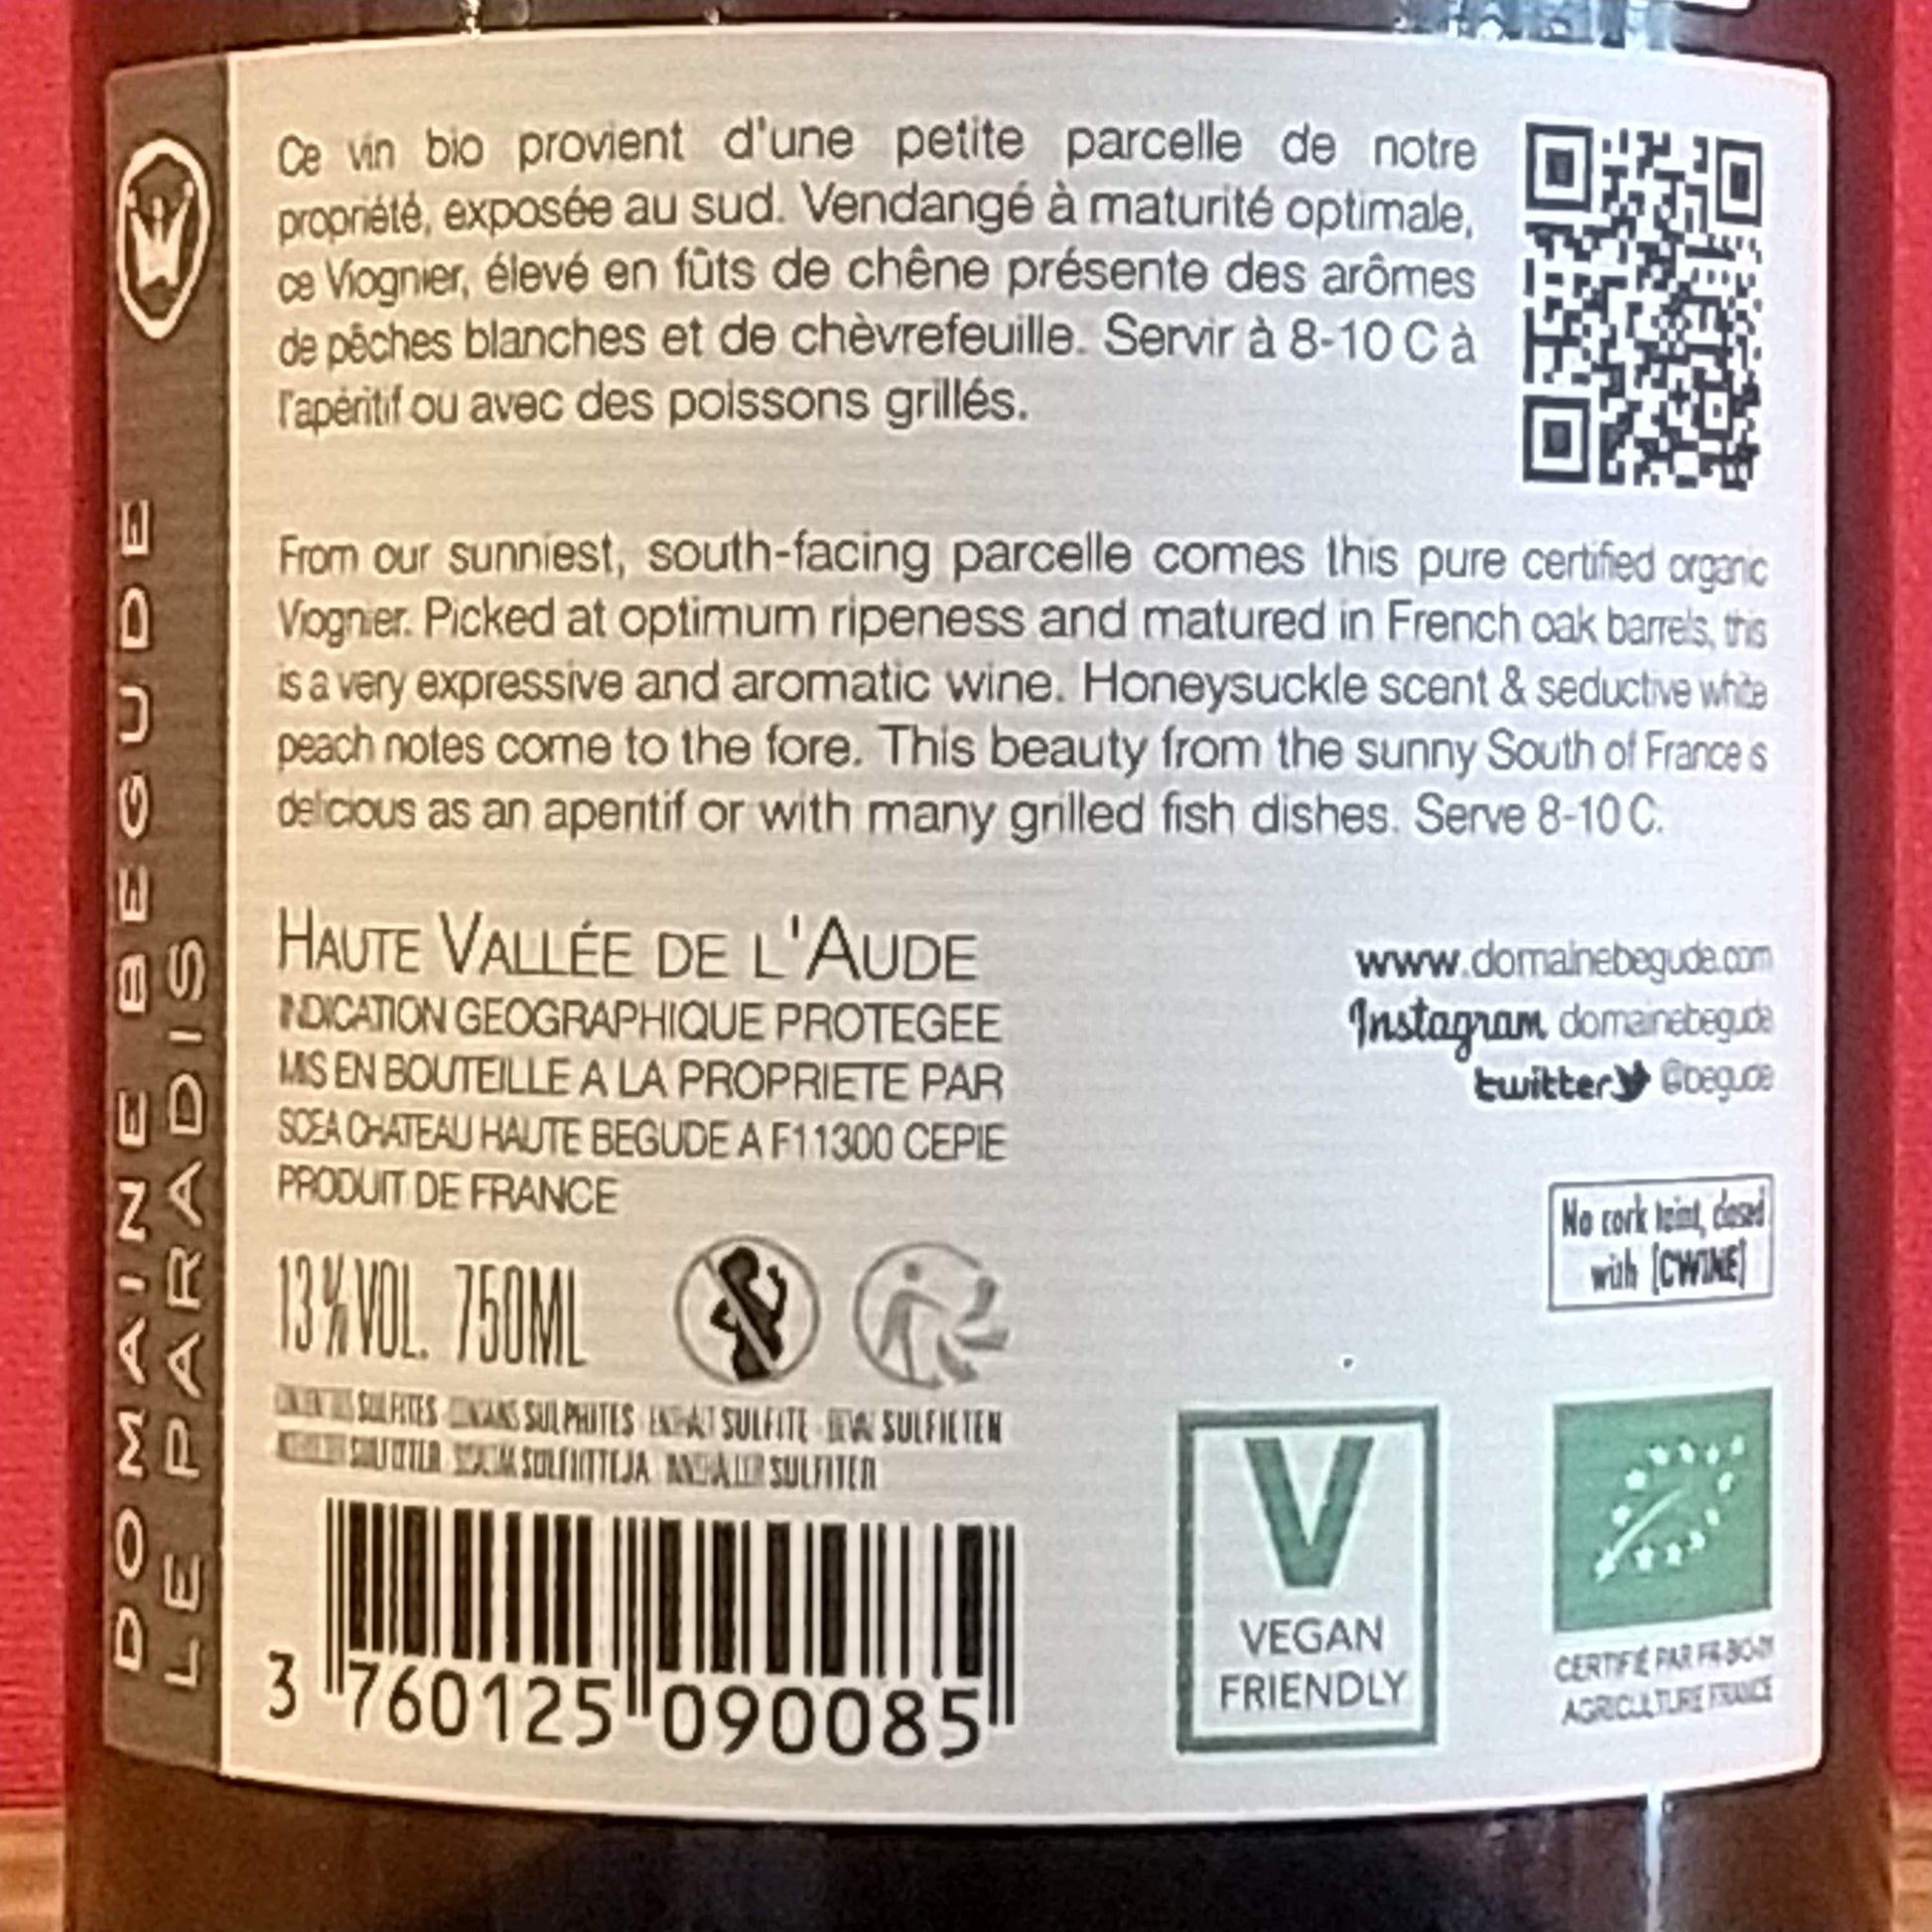 DOMAINE BEGUDE
LE PARADIS
Ce vin bio provient d'une petite parcelle de notre
propriété, exposée au sud. Vendangé à maturité optimale,
ce Viognier, élevé en fûts de chêne présente des arômes
de pêches blanches et de chèvrefeuille. Servir à 8-10 C à
l'apéritif ou avec des poissons grillés.
From our sunniest, south-facing parcelle comes this pure certified organic
Viognier. Picked at optimum ripeness and matured in French oak barrels, this
is a very expressive and aromatic wine. Honeysuckle scent & seductive white
peach notes come to the fore. This beauty from the sunny South of France is
delicious as an aperitif or with many grilled fish dishes. Serve 8-10 C.
HAUTE VALLÉE DE L'AUDE
INDICATION GEOGRAPHIQUE PROTEGEE
MIS EN BOUTEILLE A LA PROPRIETE PAR
SCEA CHATEAU HAUTE BEGUDE A F11300 CEPIE
PRODUIT DE FRANCE
www.domainebegude.com
Instagram domainebegude
twitter @begude
No cork taint, closed
with [CWINE]
13%VOL. 750ML
SULFITES SULPHITES SULFITE SULFIETEN
SULFITTER SULFIITTEJA SULFITER
3 760125 090085
V
VEGAN
FRIENDLY
CERTIFIÉ PAR
AGRICULTURE FRANCE